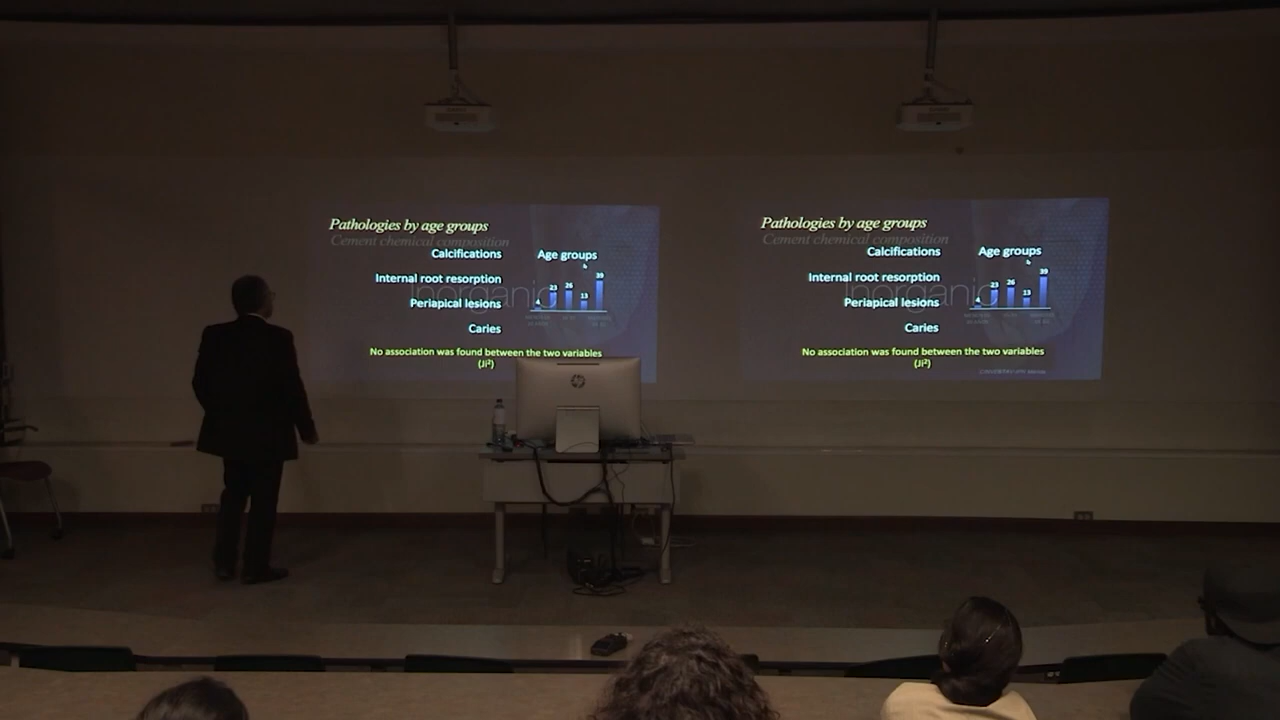 Pathologies by age groups
Cement chemical composition
Calcifications
Age groups
Internal root resorption
Inorganic
Periapical lesions
Caries
4 23 26 13 39
No association was found between the two variables
(Ji²)
hp
Pathologies by age groups
Cement chemical composition
Calcifications
Age groups
Internal root resorption
Inorganic
Periapical lesions
Caries
4 23 26 13 39
No association was found between the two variables
(Ji²)